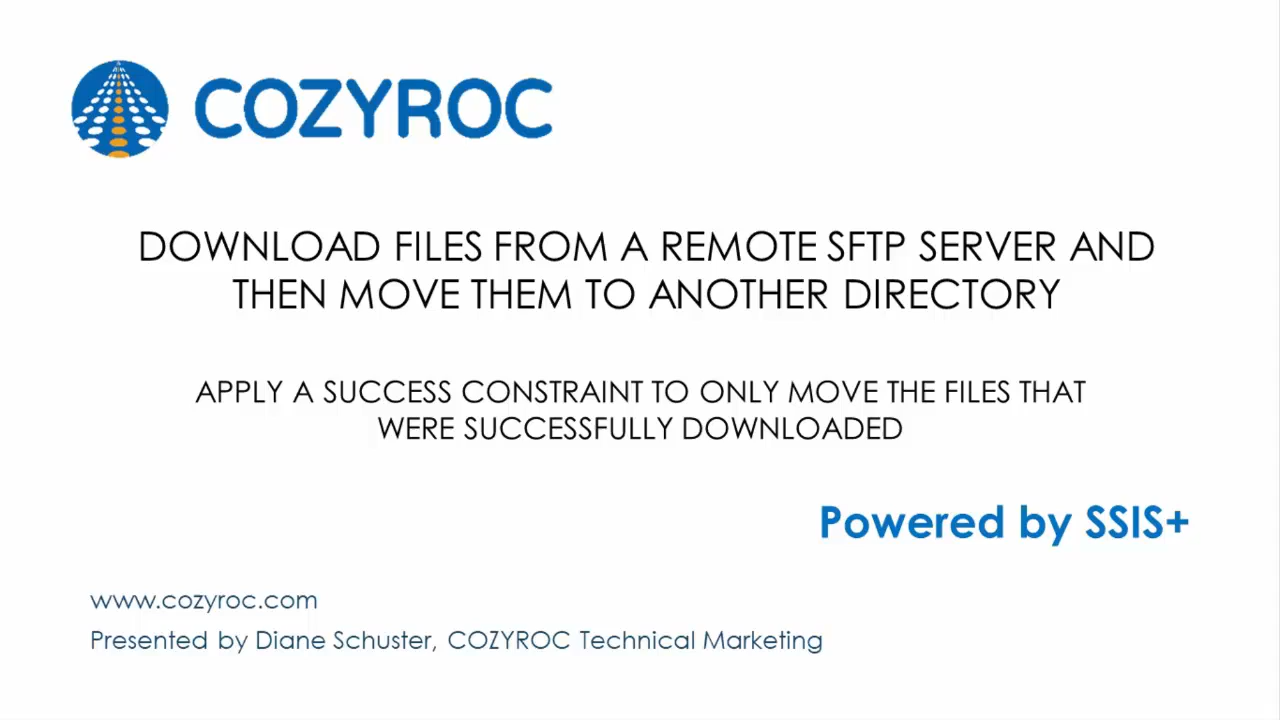 COZYROC
DOWNLOAD FILES FROM A REMOTE SFTP SERVER AND
THEN MOVE THEM TO ANOTHER DIRECTORY
APPLY A SUCCESS CONSTRAINT TO ONLY MOVE THE FILES THAT
WERE SUCCESSFULLY DOWNLOADED
Powered by SSIS+
www.cozyroc.com
Presented by Diane Schuster, COZYROC Technical Marketing